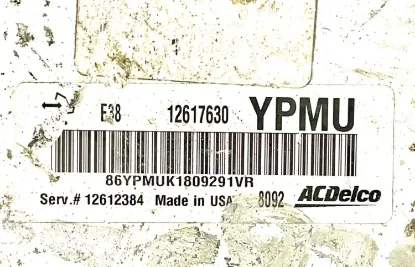 E38 12617630 YPMU
86YPMUK1809291VR
Serv.# 12612384 Made in USA 8092 ACDelco